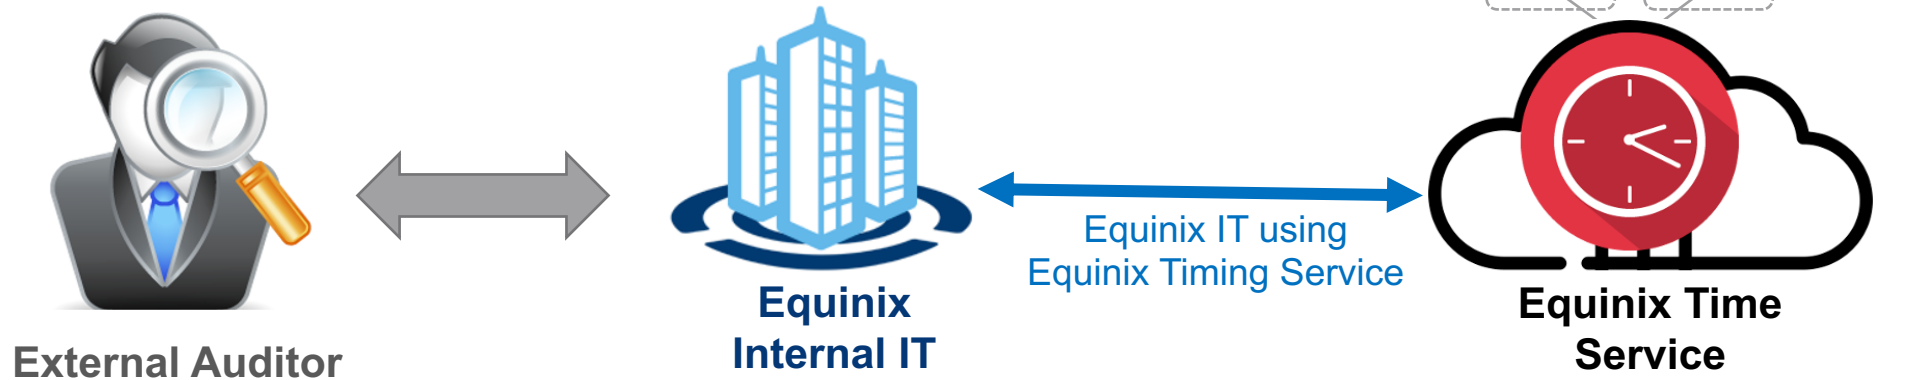 External Auditor
Equinix
Internal IT
Equinix IT using
Equinix Timing Service
Equinix Time
Service